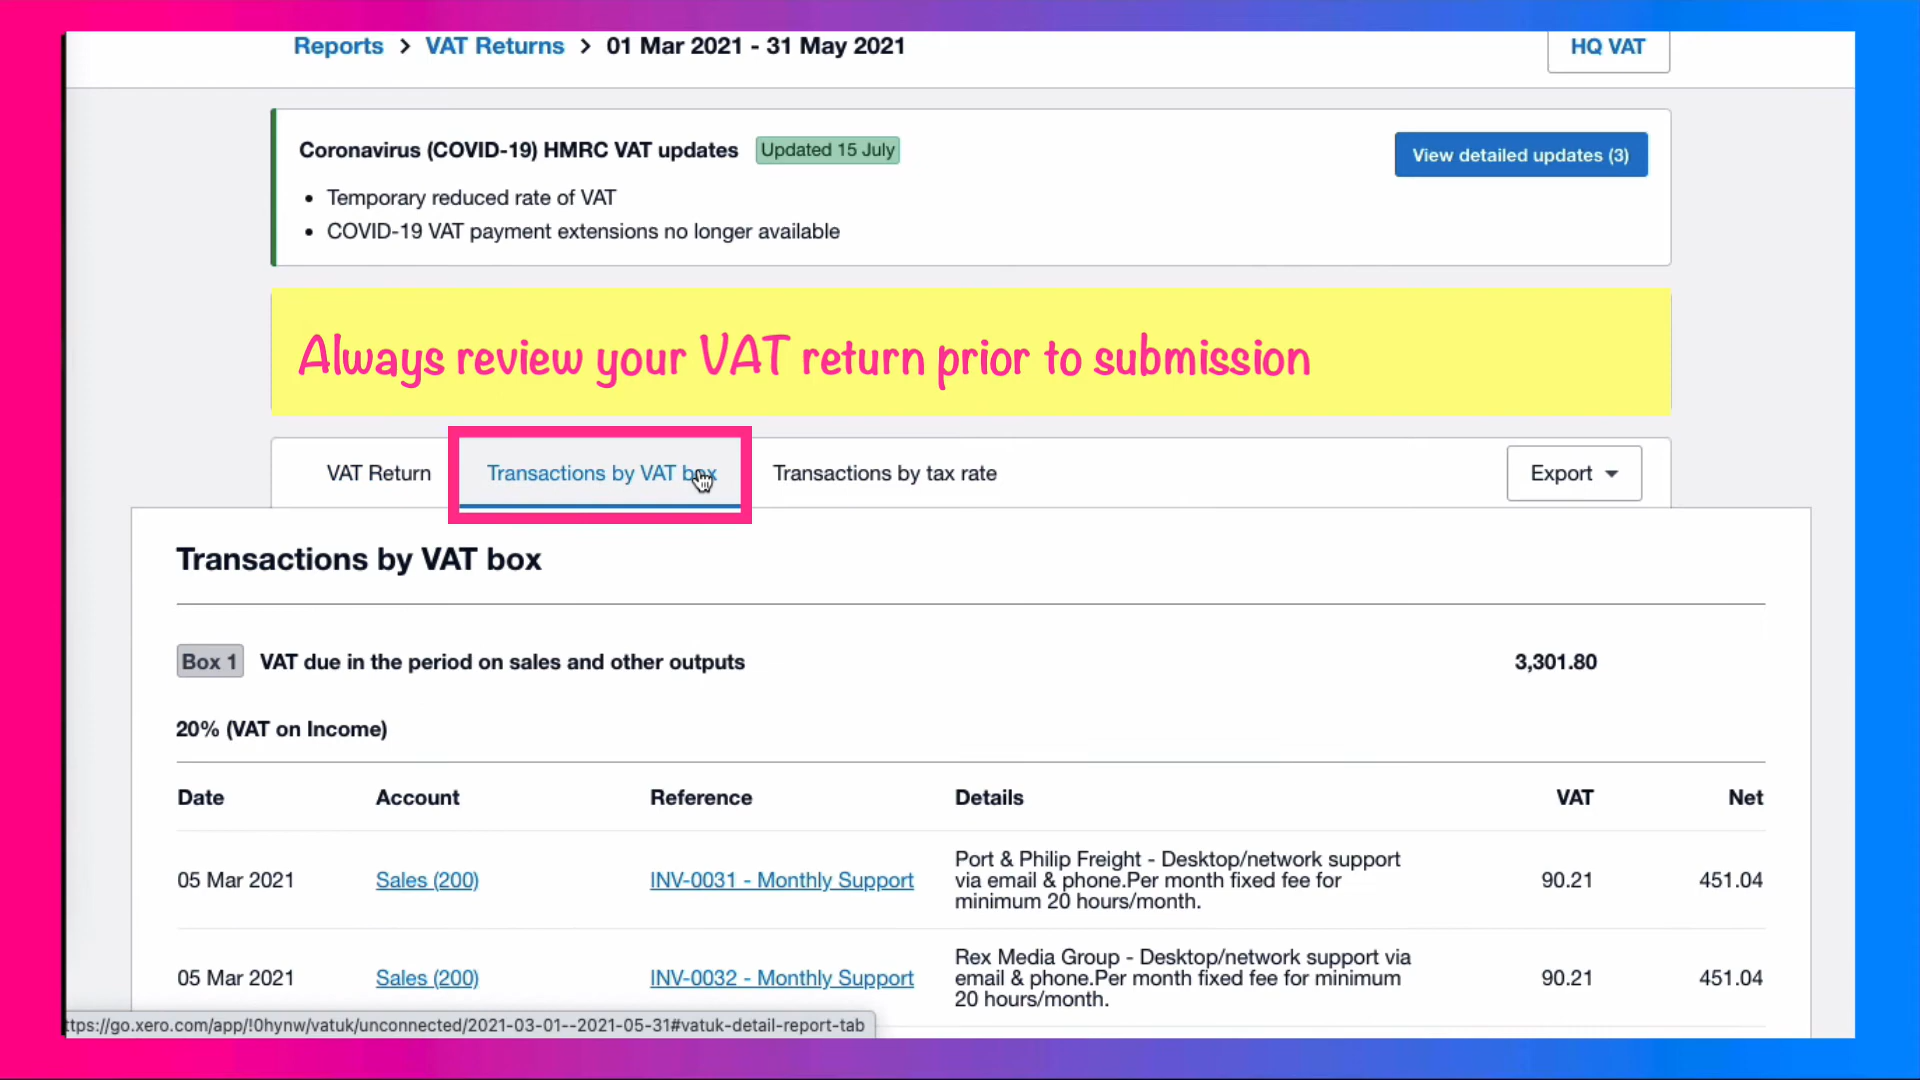 Reports > VAT Returns > 01 Mar 2021 - 31 May 2021
HQ VAT
Coronavirus (COVID-19) HMRC VAT updates
Updated 15 July
View detailed updates (3)
• Temporary reduced rate of VAT
• COVID-19 VAT payment extensions no longer available
Always review your VAT return prior to submission
VAT Return
Transactions by VAT box
Transactions by tax rate
Export
Transactions by VAT box
Box 1 VAT due in the period on sales and other outputs 3,301.80
20% (VAT on Income)
Date Account Reference Details VAT Net
05 Mar 2021 Sales (200) INV-0031 - Monthly Support
Port & Philip Freight - Desktop/network support
via email & phone.Per month fixed fee for
minimum 20 hours/month.
90.21 451.04
05 Mar 2021 Sales (200) INV-0032 - Monthly Support
Rex Media Group - Desktop/network support via
email & phone.Per month fixed fee for minimum
20 hours/month.
90.21 451.04
ttps://go.xero.com/app/!0hynw/vatuk/unconnected/2021-03-01--2021-05-31#vatuk-detail-report-tab